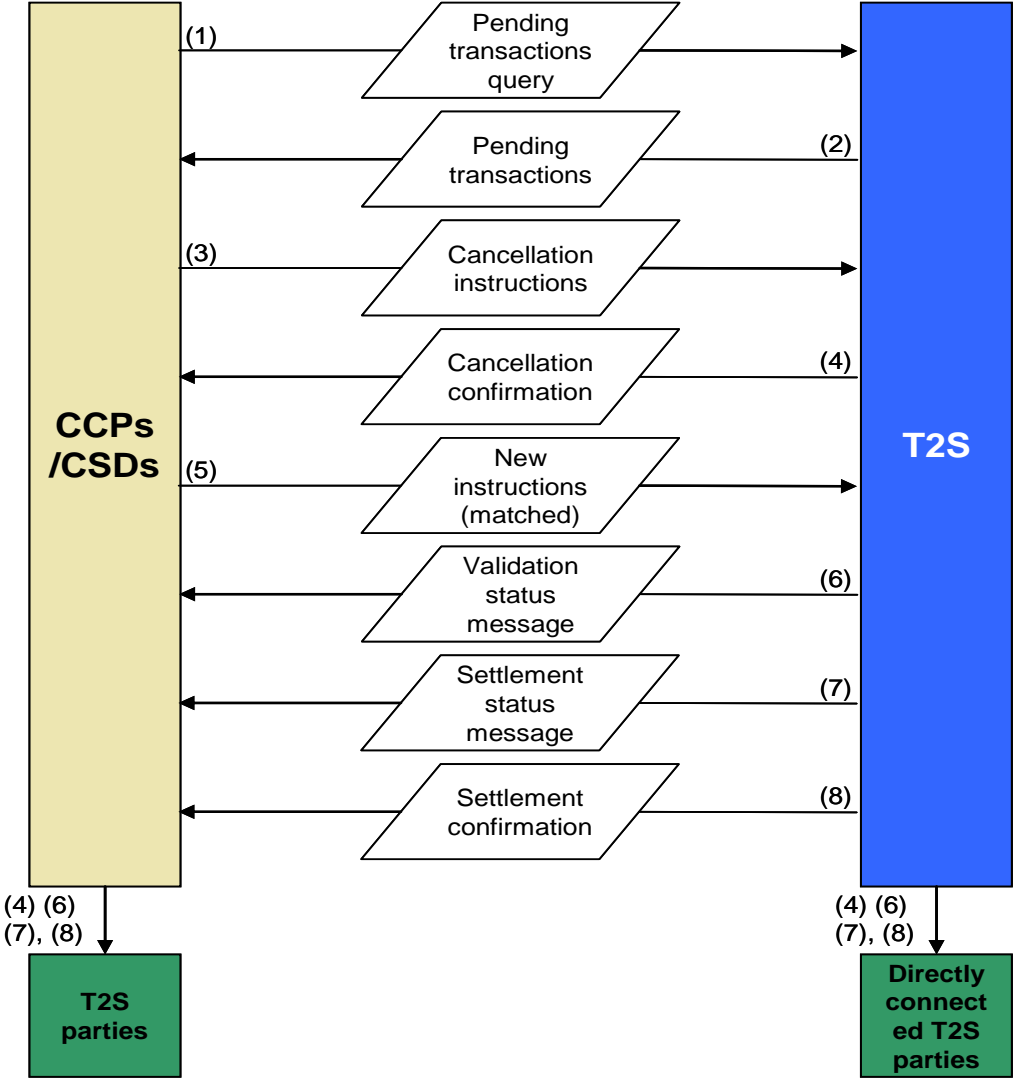 (1)
Pending
transactions
query
Pending
transactions
(2)
(3)
Cancellation
instructions
Cancellation
confirmation
(4)
CCPs
/CSDs
T2S
(5)
New
instructions
(matched)
Validation
status
message
(6)
Settlement
status
message
(7)
Settlement
confirmation
(8)
(4) (6)
(7), (8)
(4) (6)
(7), (8)
T2S
parties
Directly
connect
ed T2S
parties